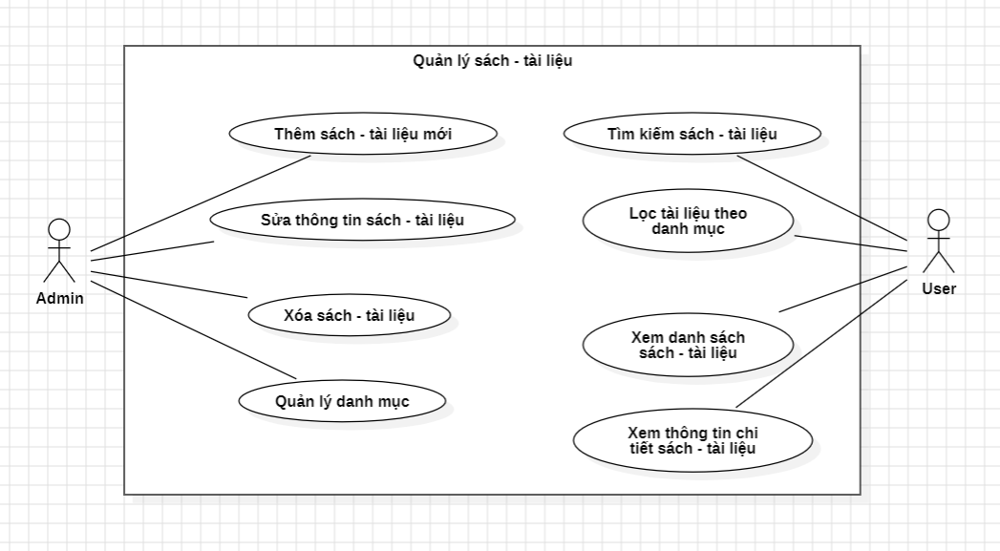 Quản lý sách - tài liệu
Thêm sách - tài liệu mới
Sửa thông tin sách - tài liệu
Xóa sách - tài liệu
Quản lý danh mục
Admin
Tìm kiếm sách - tài liệu
Lọc tài liệu theo
danh mục
Xem danh sách
sách - tài liệu
Xem thông tin chi
tiết sách - tài liệu
User